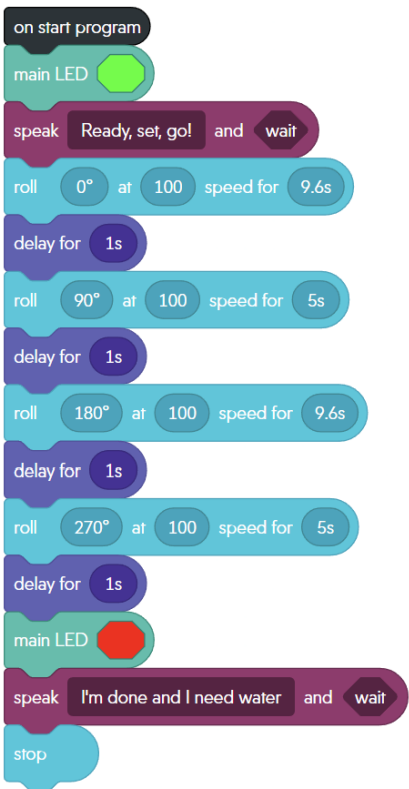 on start program
main LED
speak Ready, set, go! and wait
roll 0° at 100 speed for 9.6s
delay for 1s
roll 90° at 100 speed for 5s
delay for 1s
roll 180° at 100 speed for 9.6s
delay for 1s
roll 270° at 100 speed for 5s
delay for 1s
main LED
speak I'm done and I need water and wait
stop